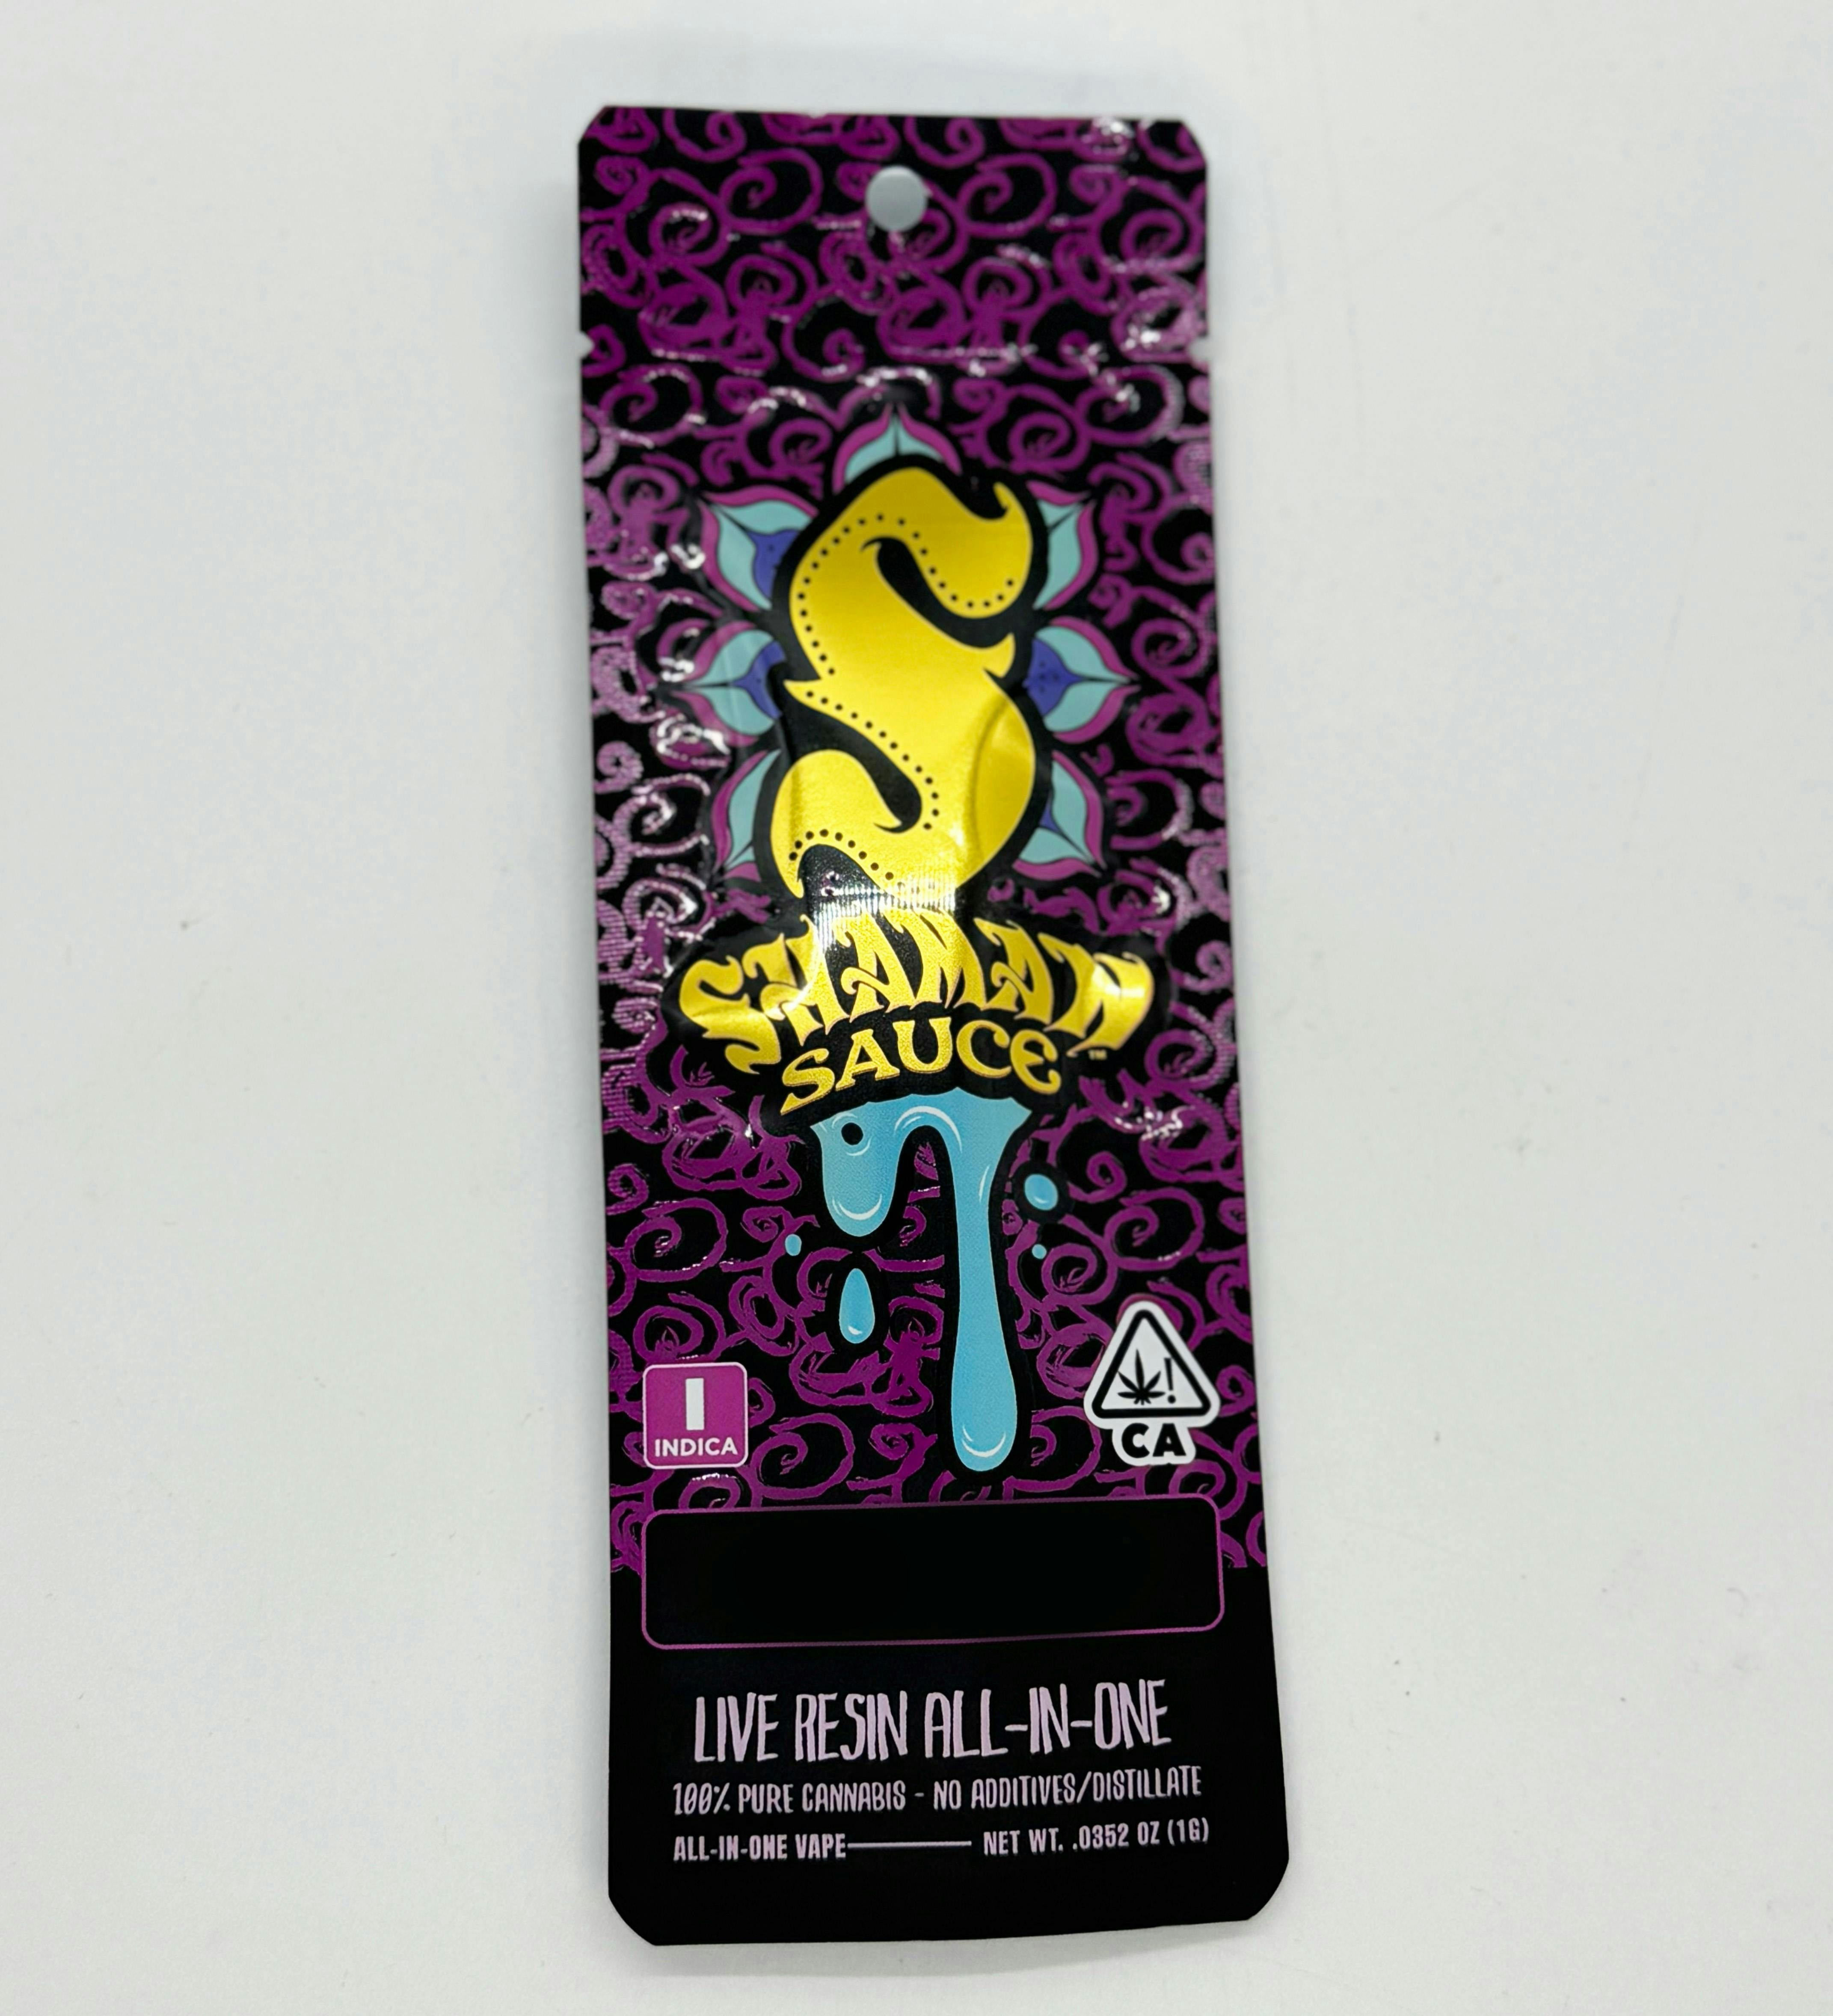 S
SHAMAN
SAUCE™
I
INDICA
!
CA
LIVE RESIN ALL-IN-ONE
100% PURE CANNABIS - NO ADDITIVES/DISTILLATE
ALL-IN-ONE VAPE NET WT. .0352 OZ (1G)